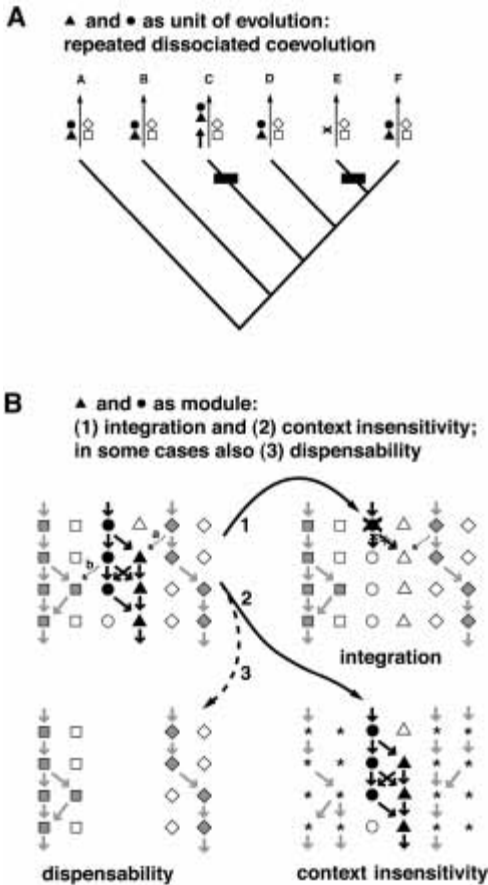 A
▲ and ● as unit of evolution:
repeated dissociated coevolution
A B C D E F
B
▲ and ● as module:
(1) integration and (2) context insensitivity;
in some cases also (3) dispensability
a
1
b
2
integration
3
dispensability
context insensitivity